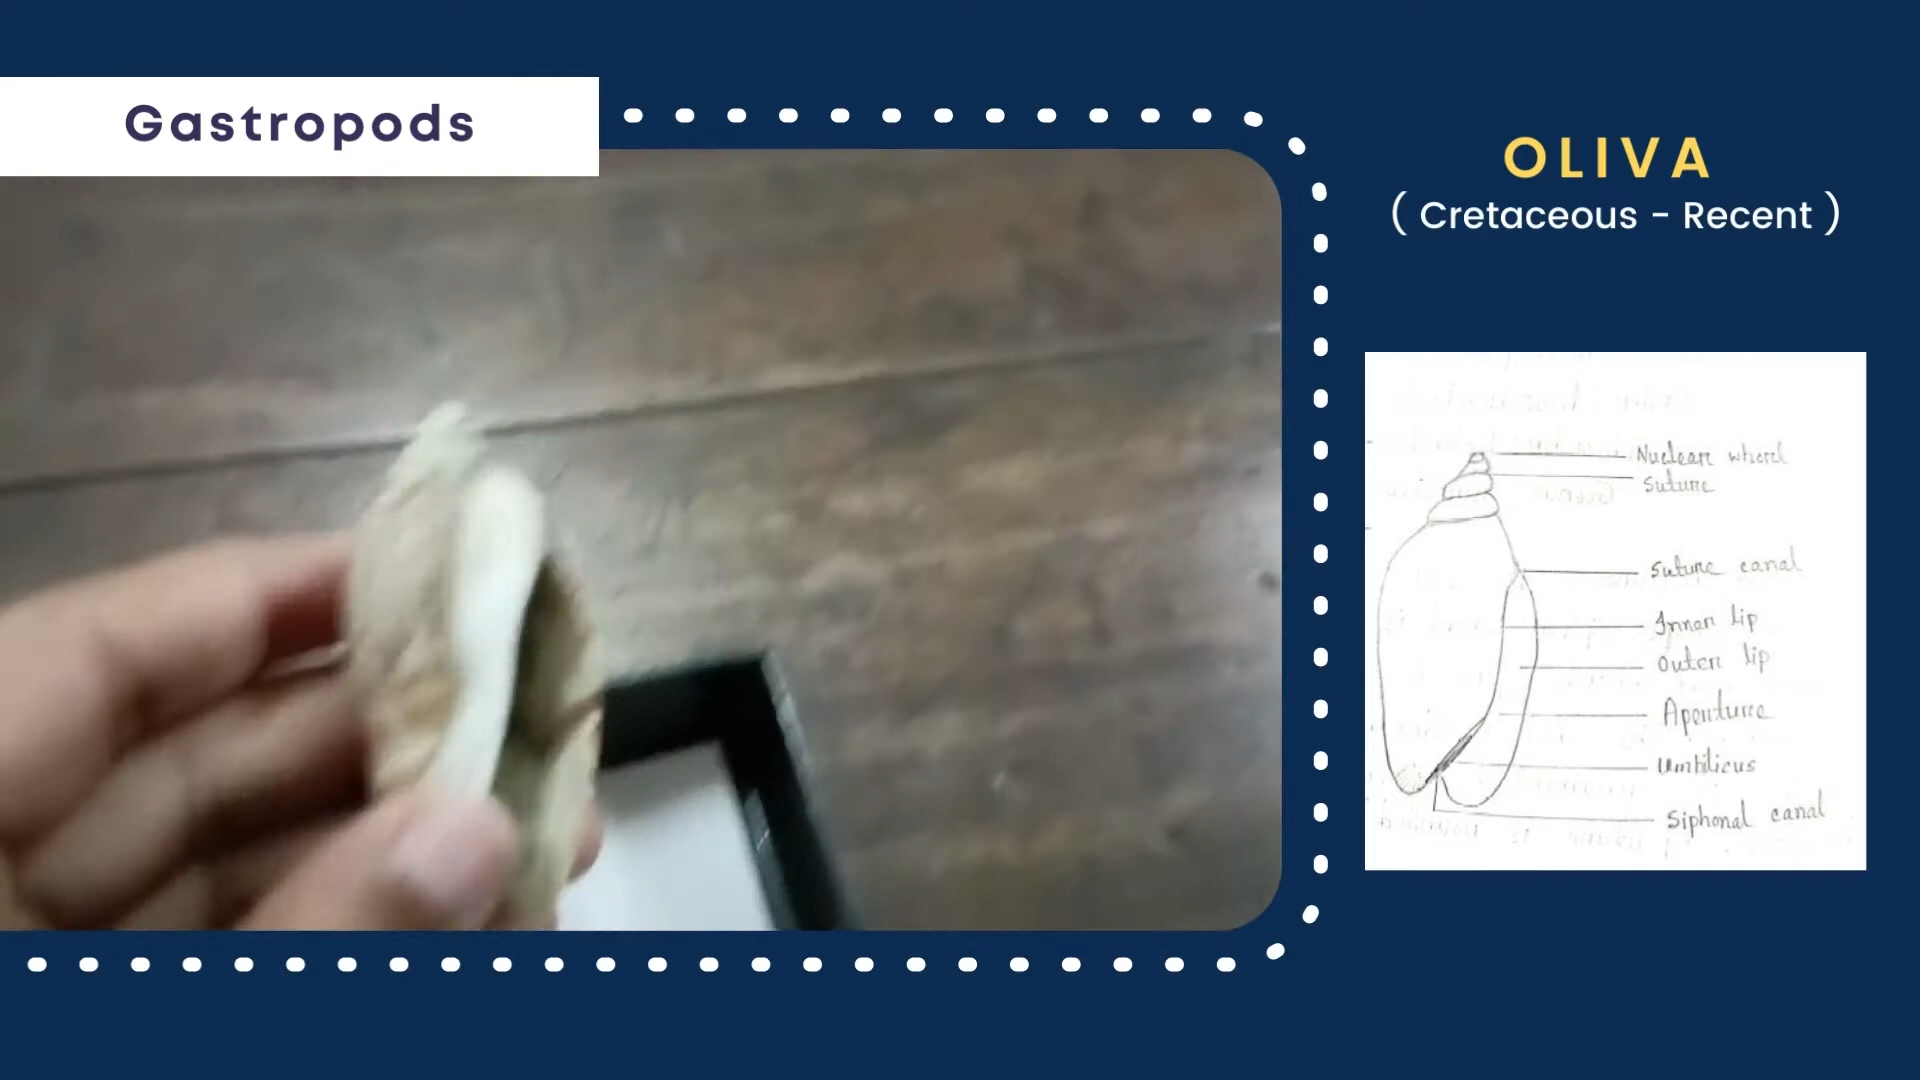 Gastropods
OLIVA
( Cretaceous - Recent )
Nuclear whorl
Suture
Suture canal
Inner lip
Outer lip
Aperture
Umbilicus
Siphonal canal